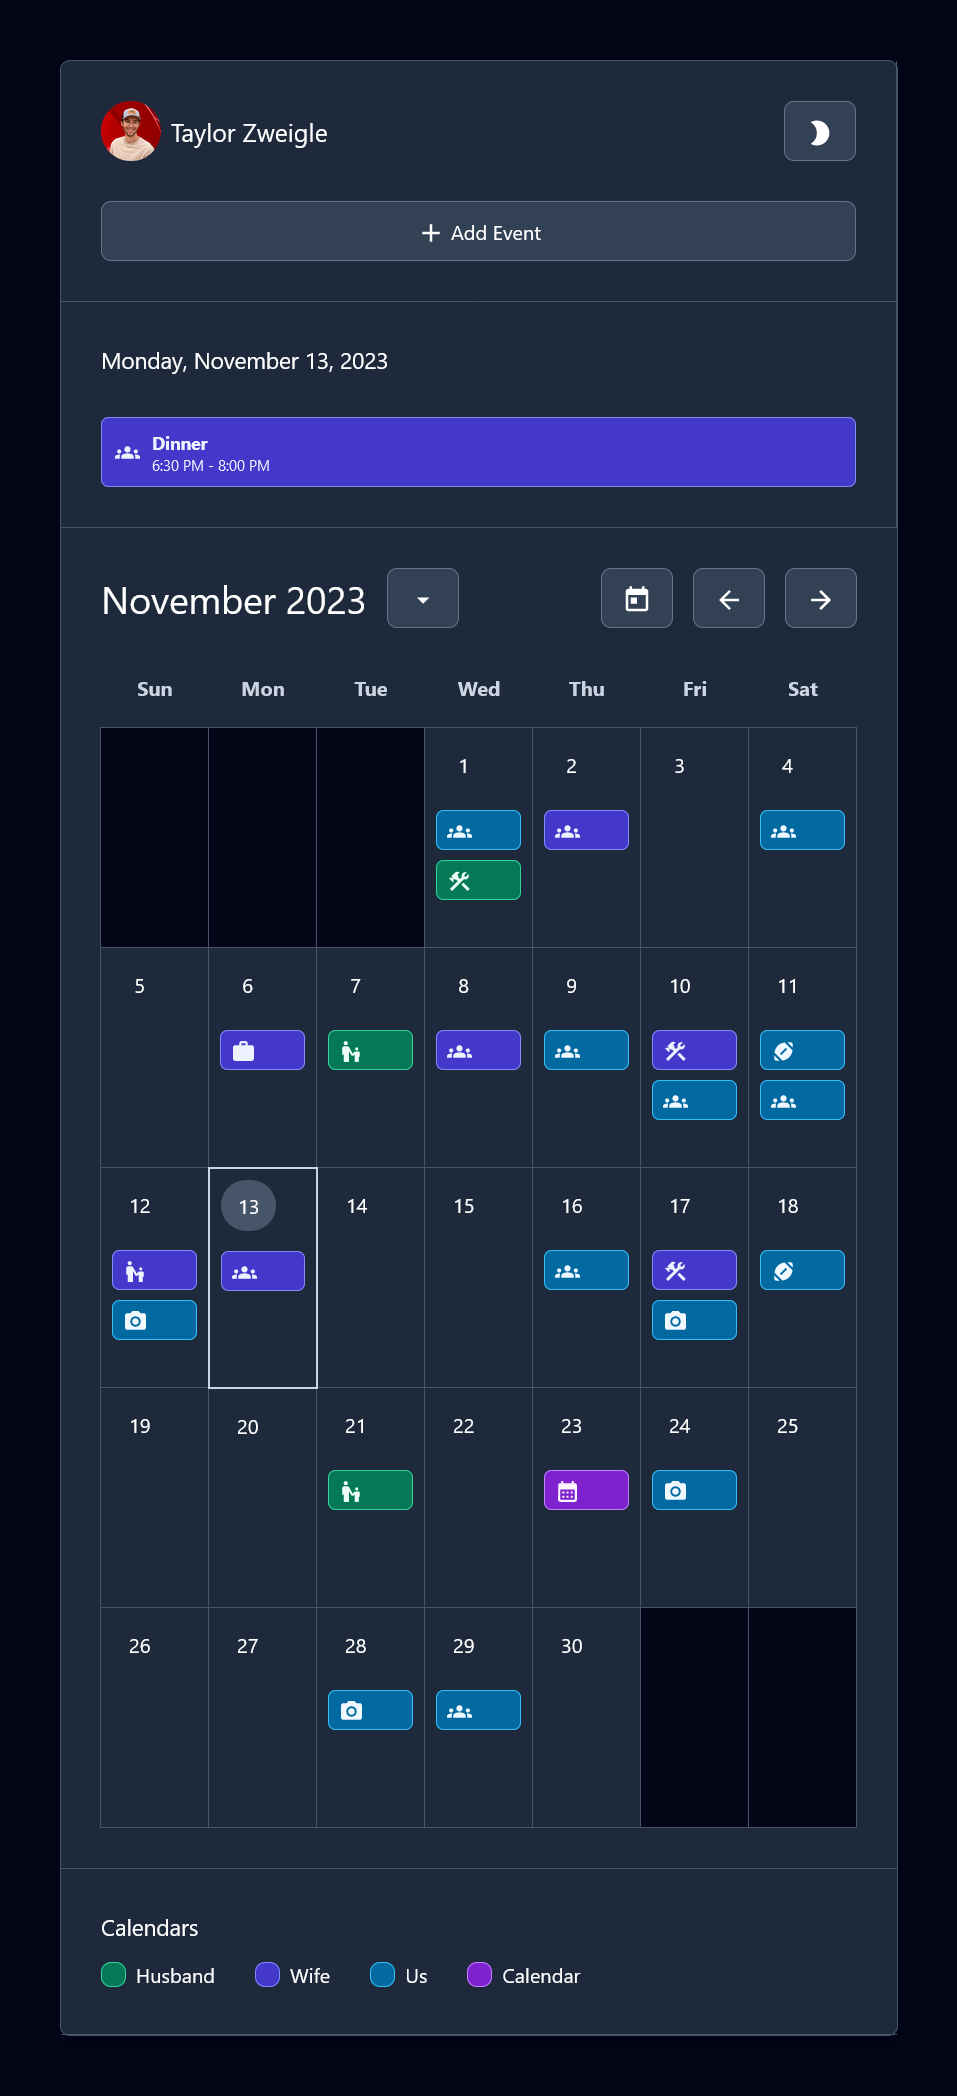 Taylor Zweigle
Add Event
Monday, November 13, 2023
Dinner
6:30 PM - 8:00 PM
November 2023
Sun Mon Tue Wed Thu Fri Sat
1 2 3 4
5 6 7 8 9 10 11
12 13 14 15 16 17 18
19 20 21 22 23 24 25
26 27 28 29 30
Calendars
Husband Wife Us Calendar